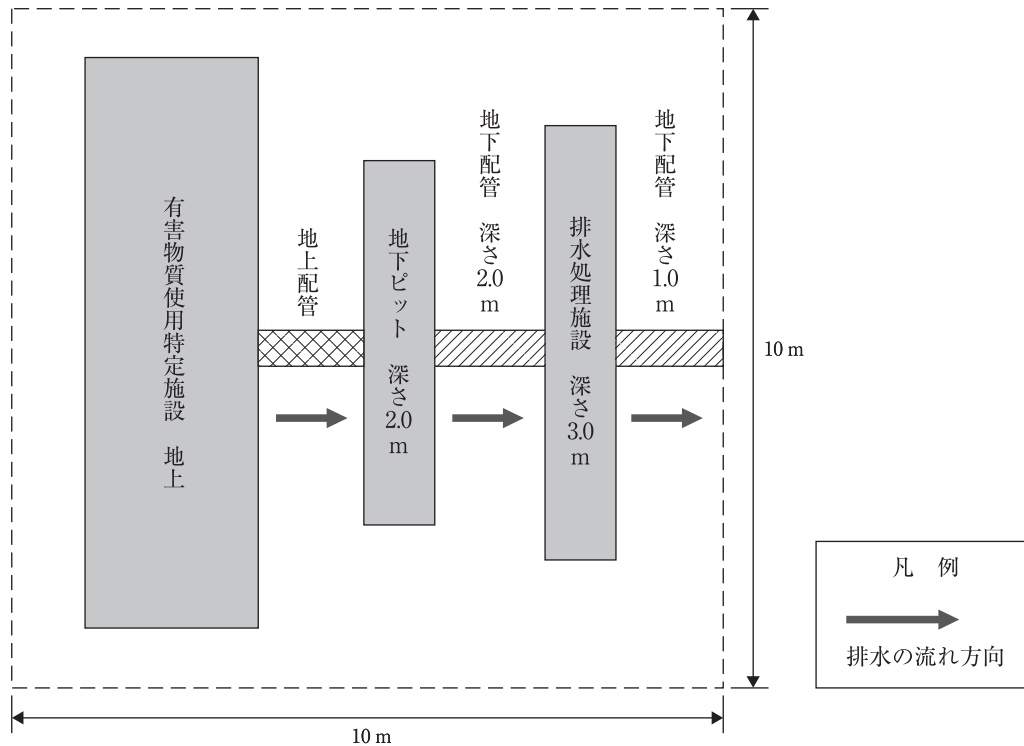 有害物質使用特定施設 地上
地上配管
地下ピット 深さ2.0 m
地下配管 深さ2.0 m
排水処理施設 深さ3.0 m
地下配管 深さ1.0 m
10 m
10 m
凡 例
排水の流れ方向